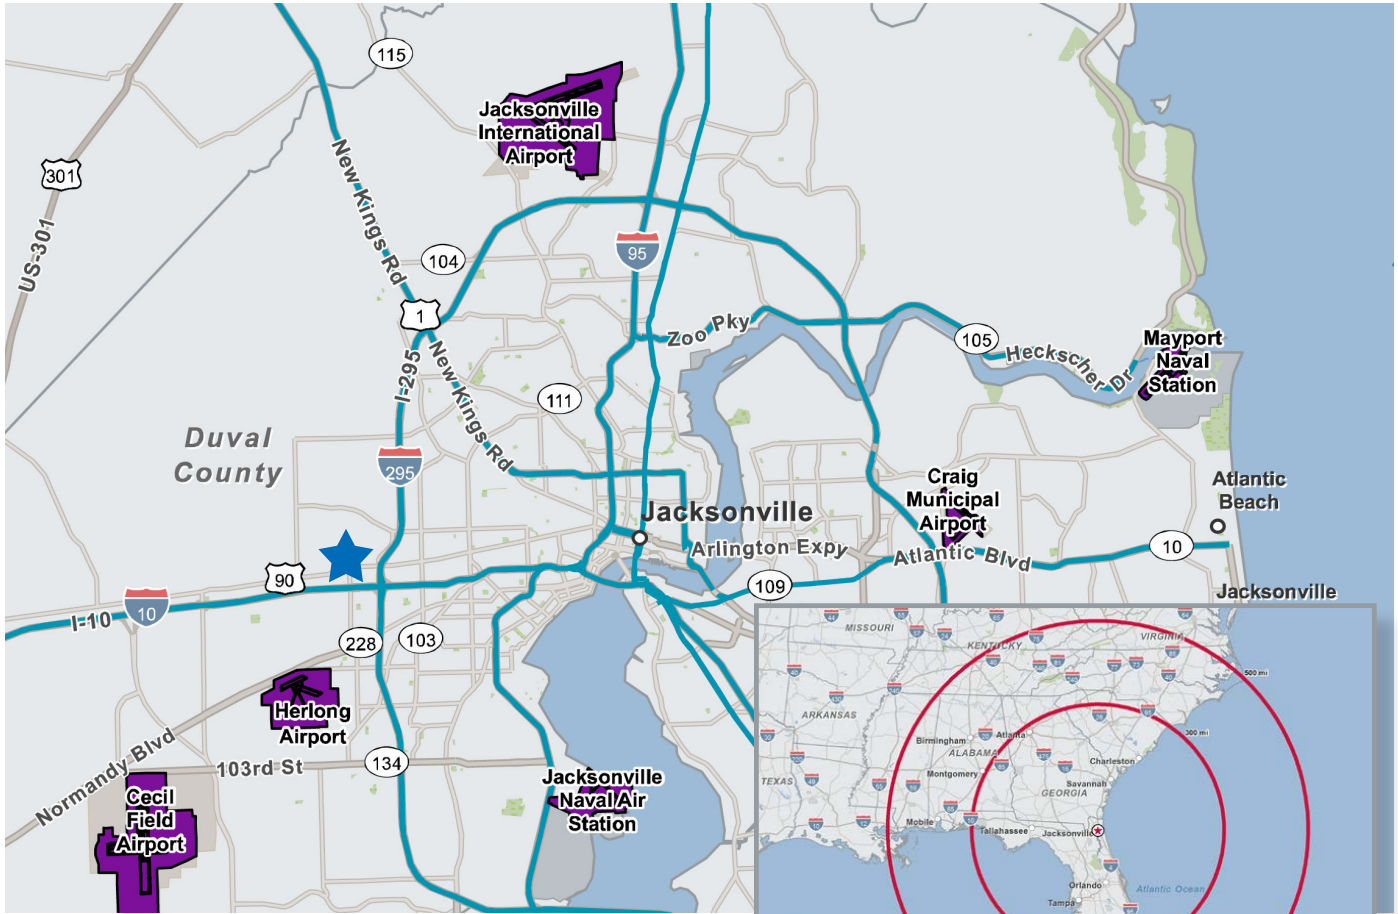 115
Jacksonville
International
Airport
301
US-301
New Kings Rd
104
95
1
Zoo Pky
105
Heckscher Dr
Mayport
Naval
Station
I-295
New Kings Rd
111
Duval
County
295
Craig
Municipal
Airport
Atlantic
Beach
Jacksonville
Arlington Expy
Atlantic Blvd
10
90
109
Jacksonville
I-10
10
228
103
Herlong
Airport
Normandy Blvd
103rd St
134
Cecil
Field
Airport
Jacksonville
Naval Air
Station
MISSOURI
KENTUCKY
VIRGINIA
500 mi
ARKANSAS
300 mi
Birmingham
Atlanta
ALABAMA
Montgomery
Charleston
TEXAS
Savannah
GEORGIA
Mobile
Tallahassee
Jacksonville
Orlando
Atlantic Ocean
Tampa